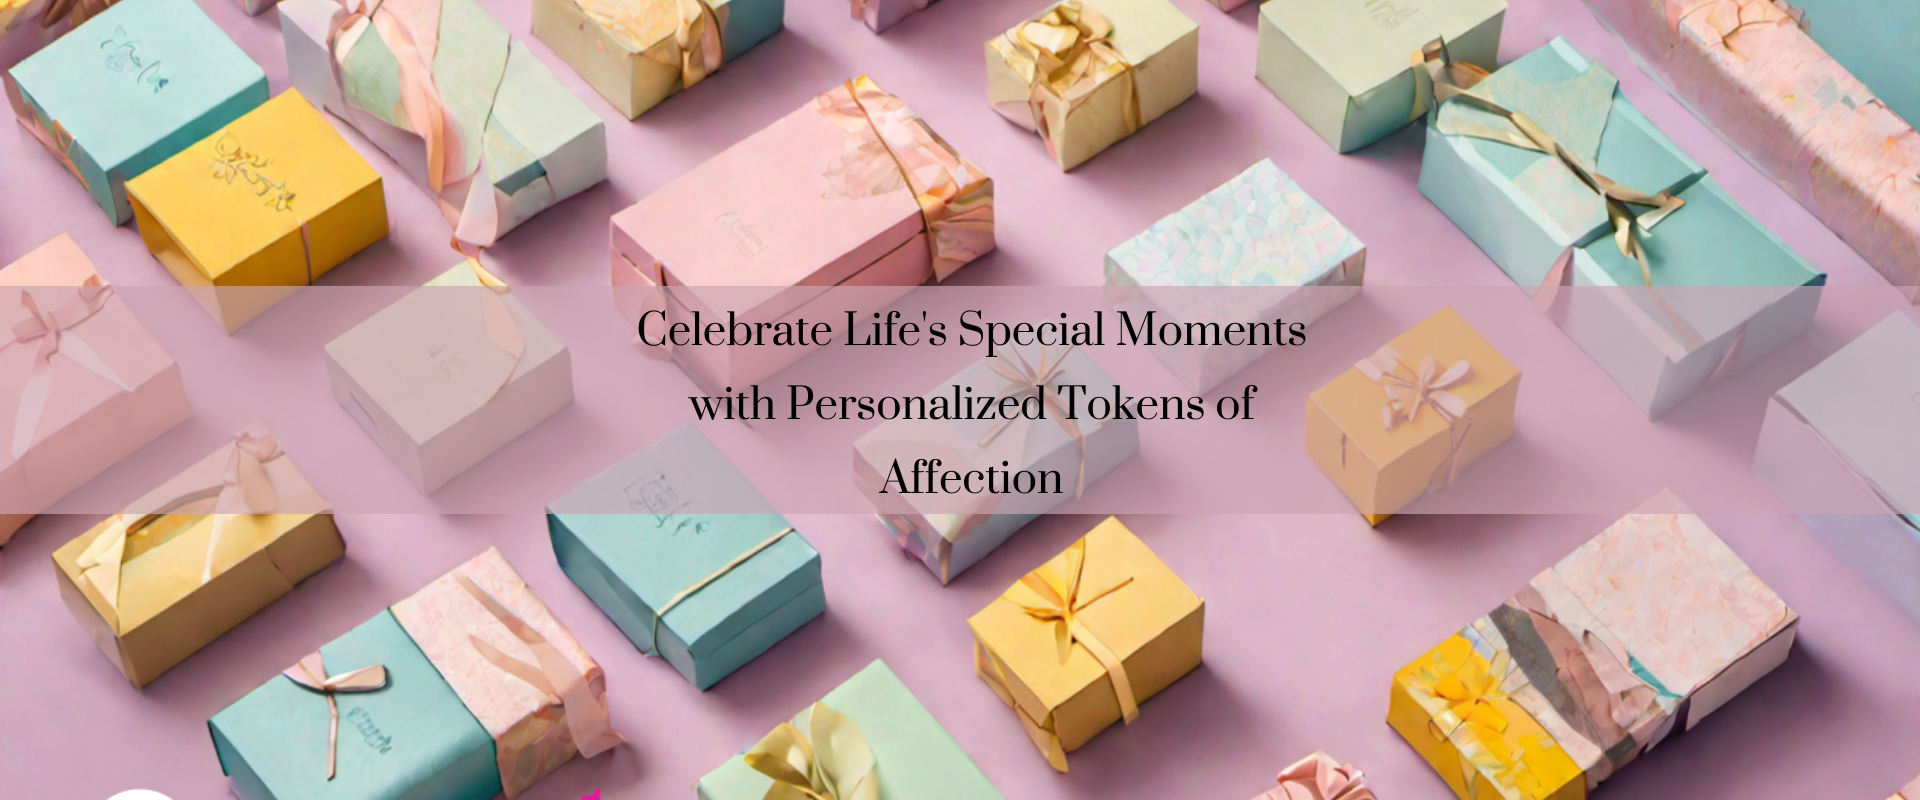 Celebrate Life's Special Moments
with Personalized Tokens of
Affection